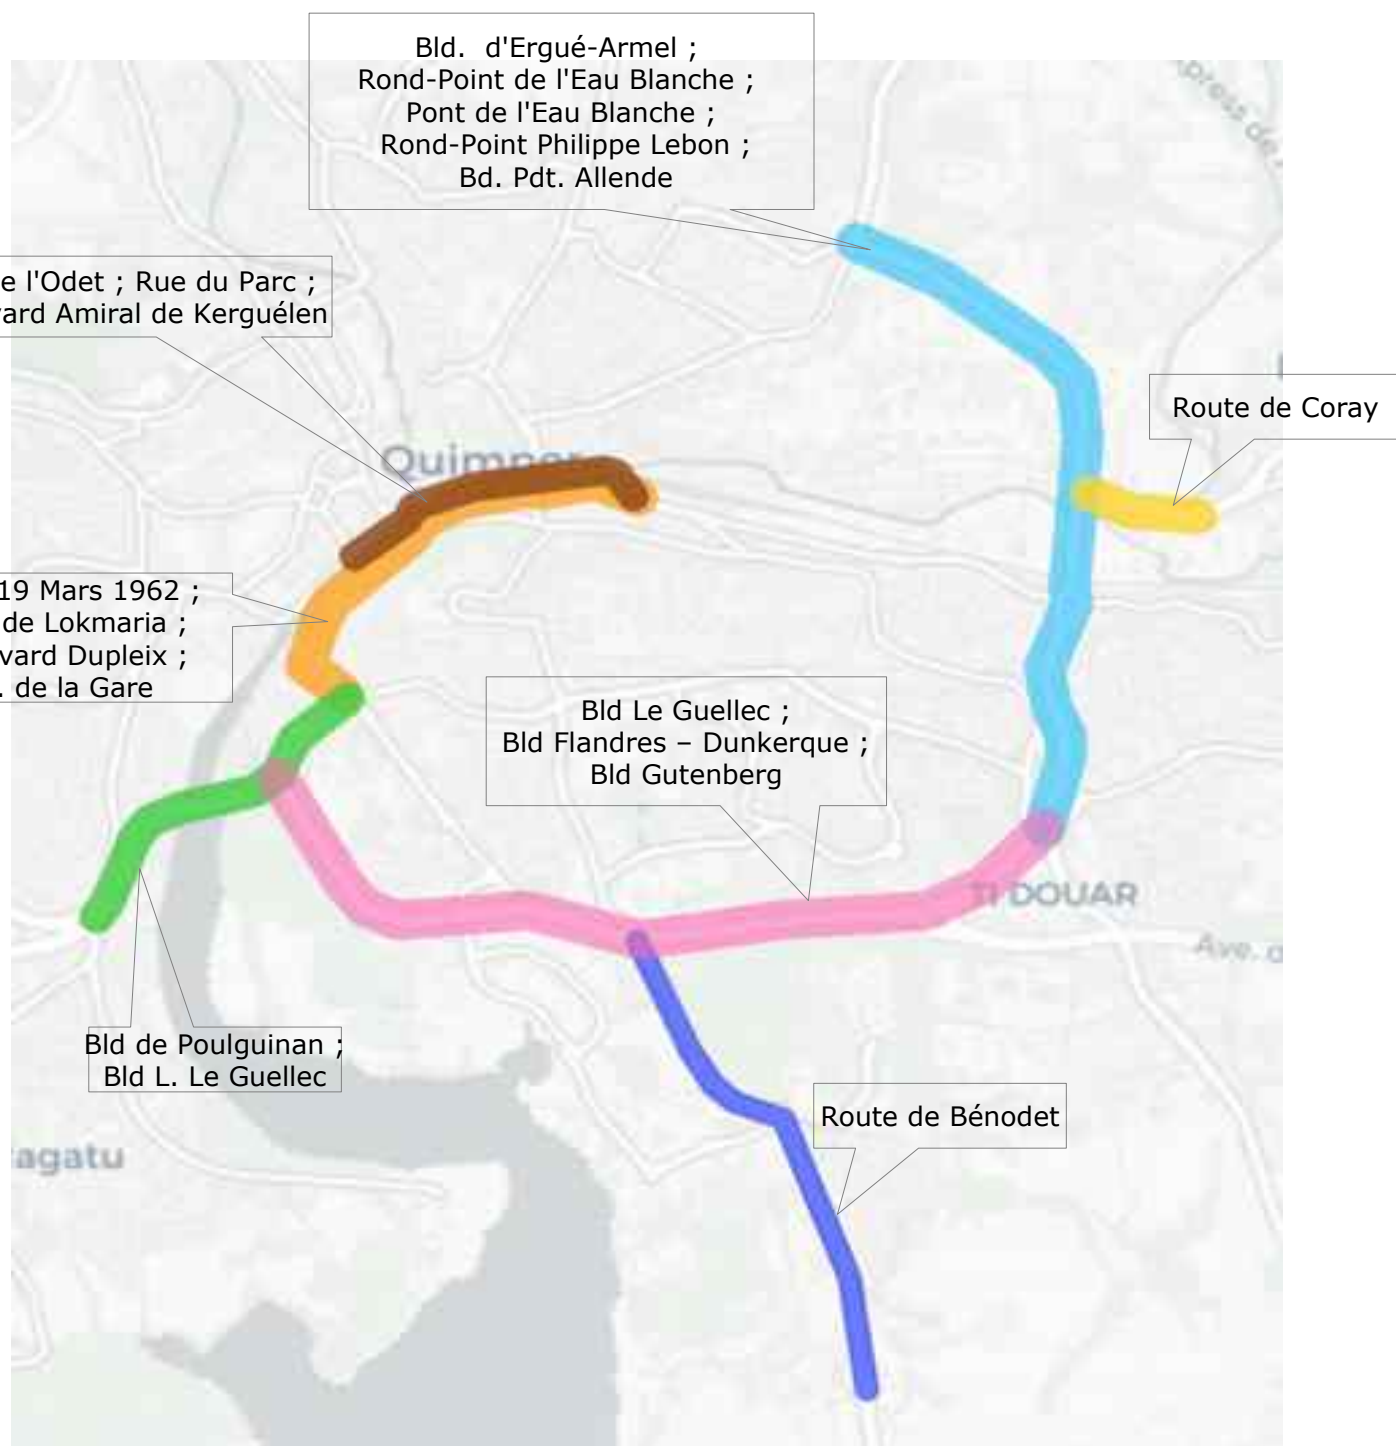 Bld. d'Ergué-Armel ;
Rond-Point de l'Eau Blanche ;
Pont de l'Eau Blanche ;
Rond-Point Philippe Lebon ;
Bd. Pdt. Allende
e l'Odet ; Rue du Parc ;
ard Amiral de Kerguélen
Route de Coray
Quimper
19 Mars 1962 ;
de Lokmaria ;
vard Dupleix ;
. de la Gare
Bld Le Guellec ;
Bld Flandres – Dunkerque ;
Bld Gutenberg
TI DOUAR
Ave.
Bld de Poulguinan ;
Bld L. Le Guellec
Route de Bénodet
agatu